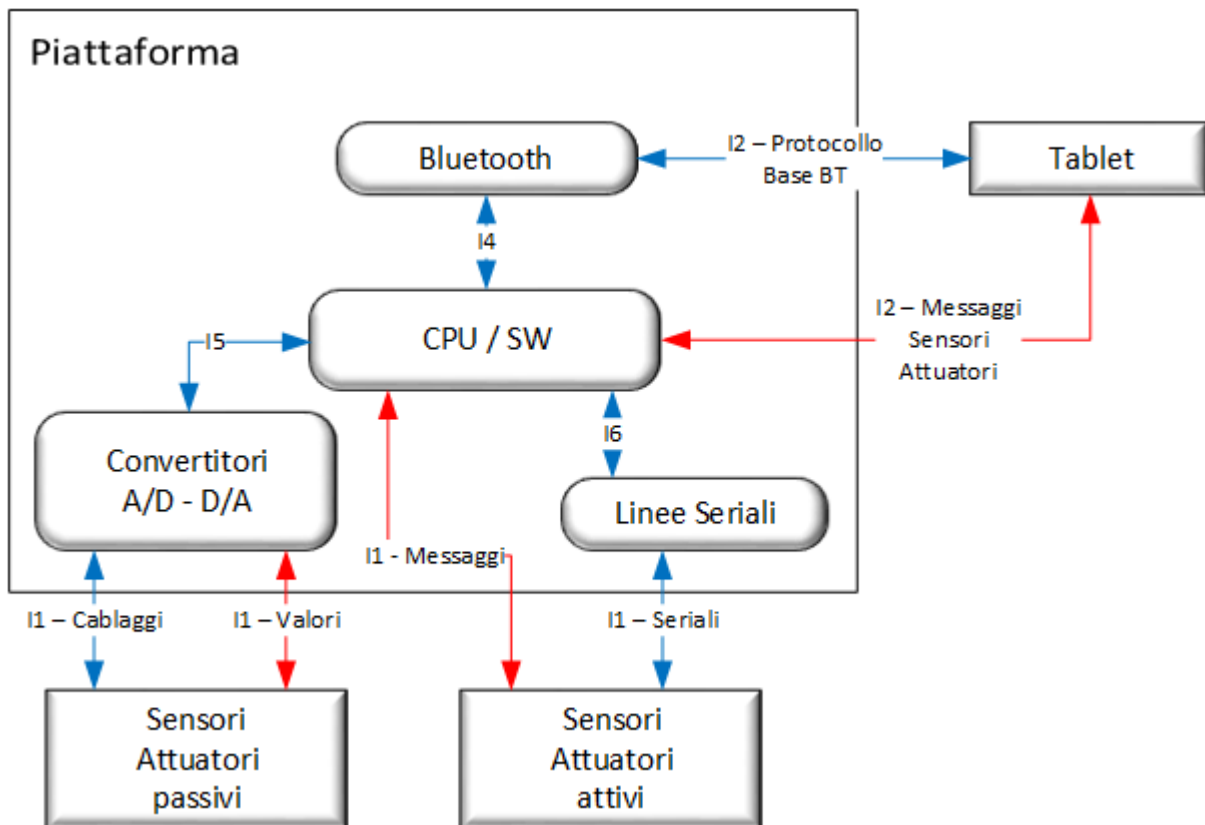 Piattaforma
Bluetooth
I2 – Protocollo
Base BT
Tablet
I4
I2 – Messaggi
Sensori
Attuatori
CPU / SW
I5
I6
Convertitori
A/D - D/A
Linee Seriali
I1 - Messaggi
I1 – Cablaggi
I1 – Valori
I1 – Seriali
Sensori
Attuatori
passivi
Sensori
Attuatori
attivi